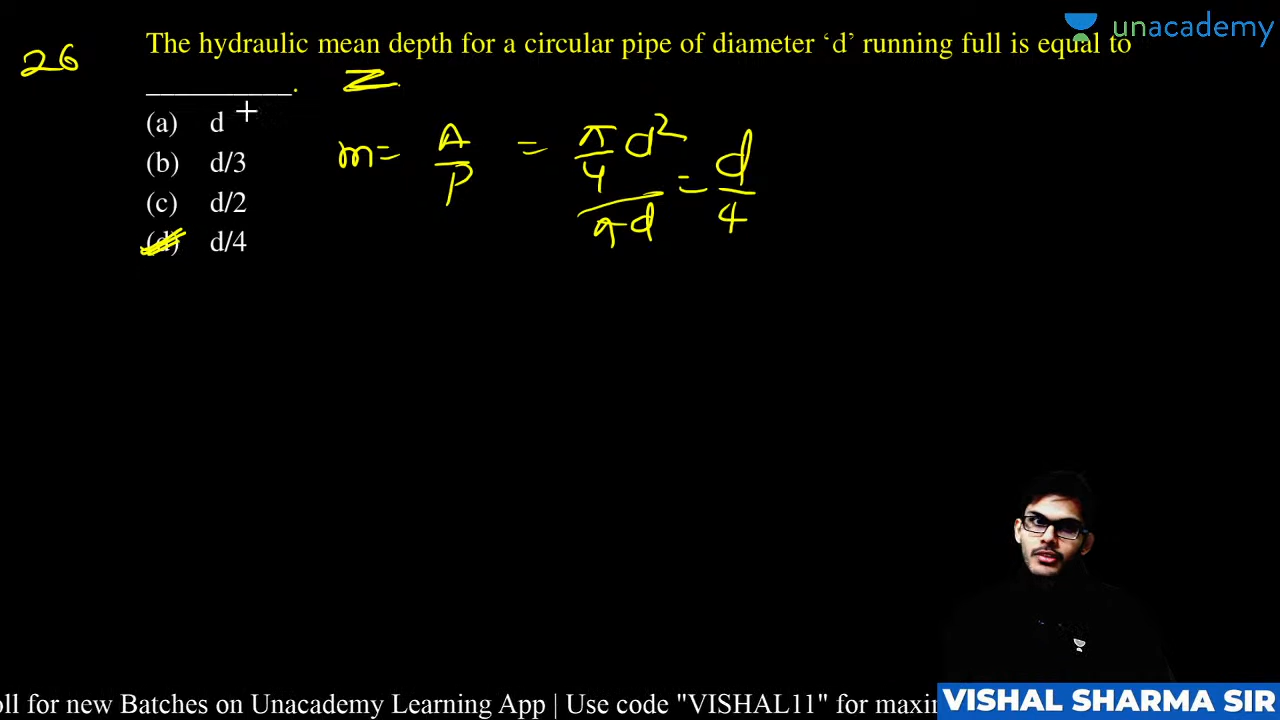 unacademy
26
The hydraulic mean depth for a circular pipe of diameter ‘d’ running full is equal to
__________.
(a) d
(b) d/3
(c) d/2
(d) d/4
m = A/P = π/4 d² / πd = d/4
oll for new Batches on Unacademy Learning App | Use code "VISHAL11" for maxin
VISHAL SHARMA SIR